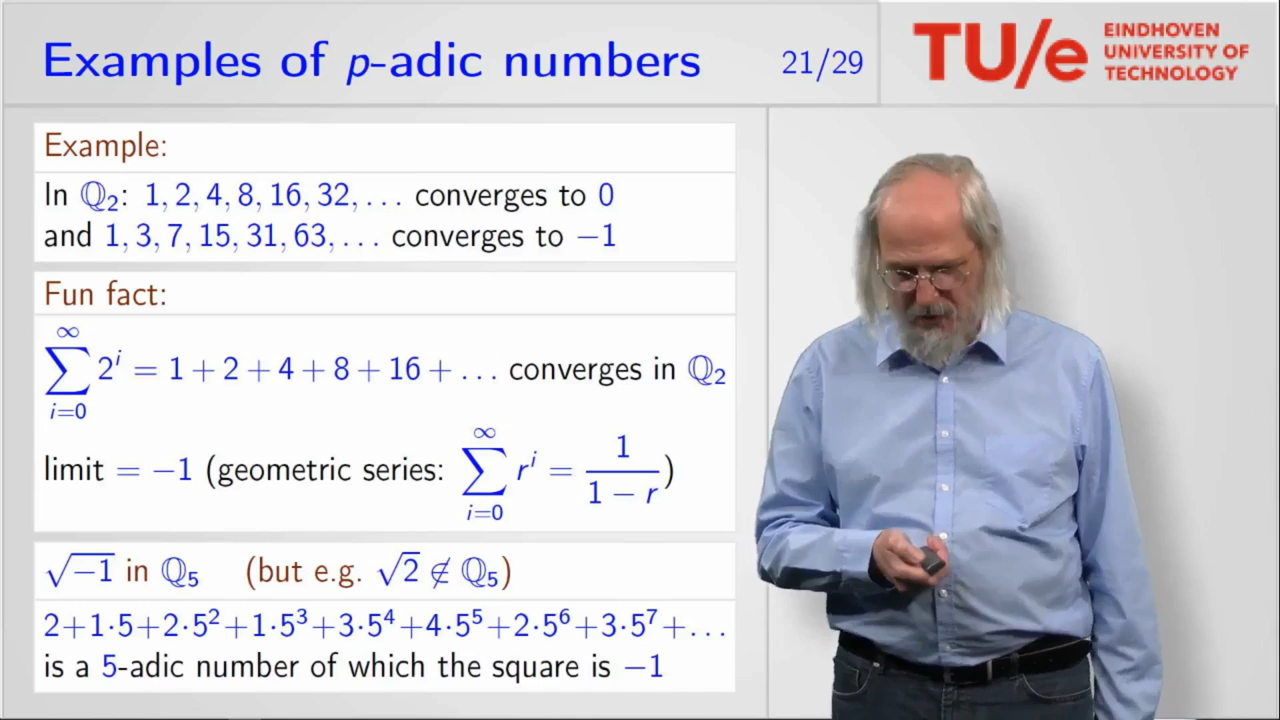 Examples of p-adic numbers 21/29
TU/e EINDHOVEN
UNIVERSITY OF
TECHNOLOGY
Example:
In ℚ₂: 1, 2, 4, 8, 16, 32, ... converges to 0
and 1, 3, 7, 15, 31, 63, ... converges to −1
Fun fact:
∑_{i=0}^{∞} 2^i = 1 + 2 + 4 + 8 + 16 + ... converges in ℚ₂
limit = −1 (geometric series: ∑_{i=0}^{∞} r^i = 1/(1 − r))
√−1 in ℚ₅ (but e.g. √2 ∉ ℚ₅)
2+1·5+2·5²+1·5³+3·5⁴+4·5⁵+2·5⁶+3·5⁷+...
is a 5-adic number of which the square is −1